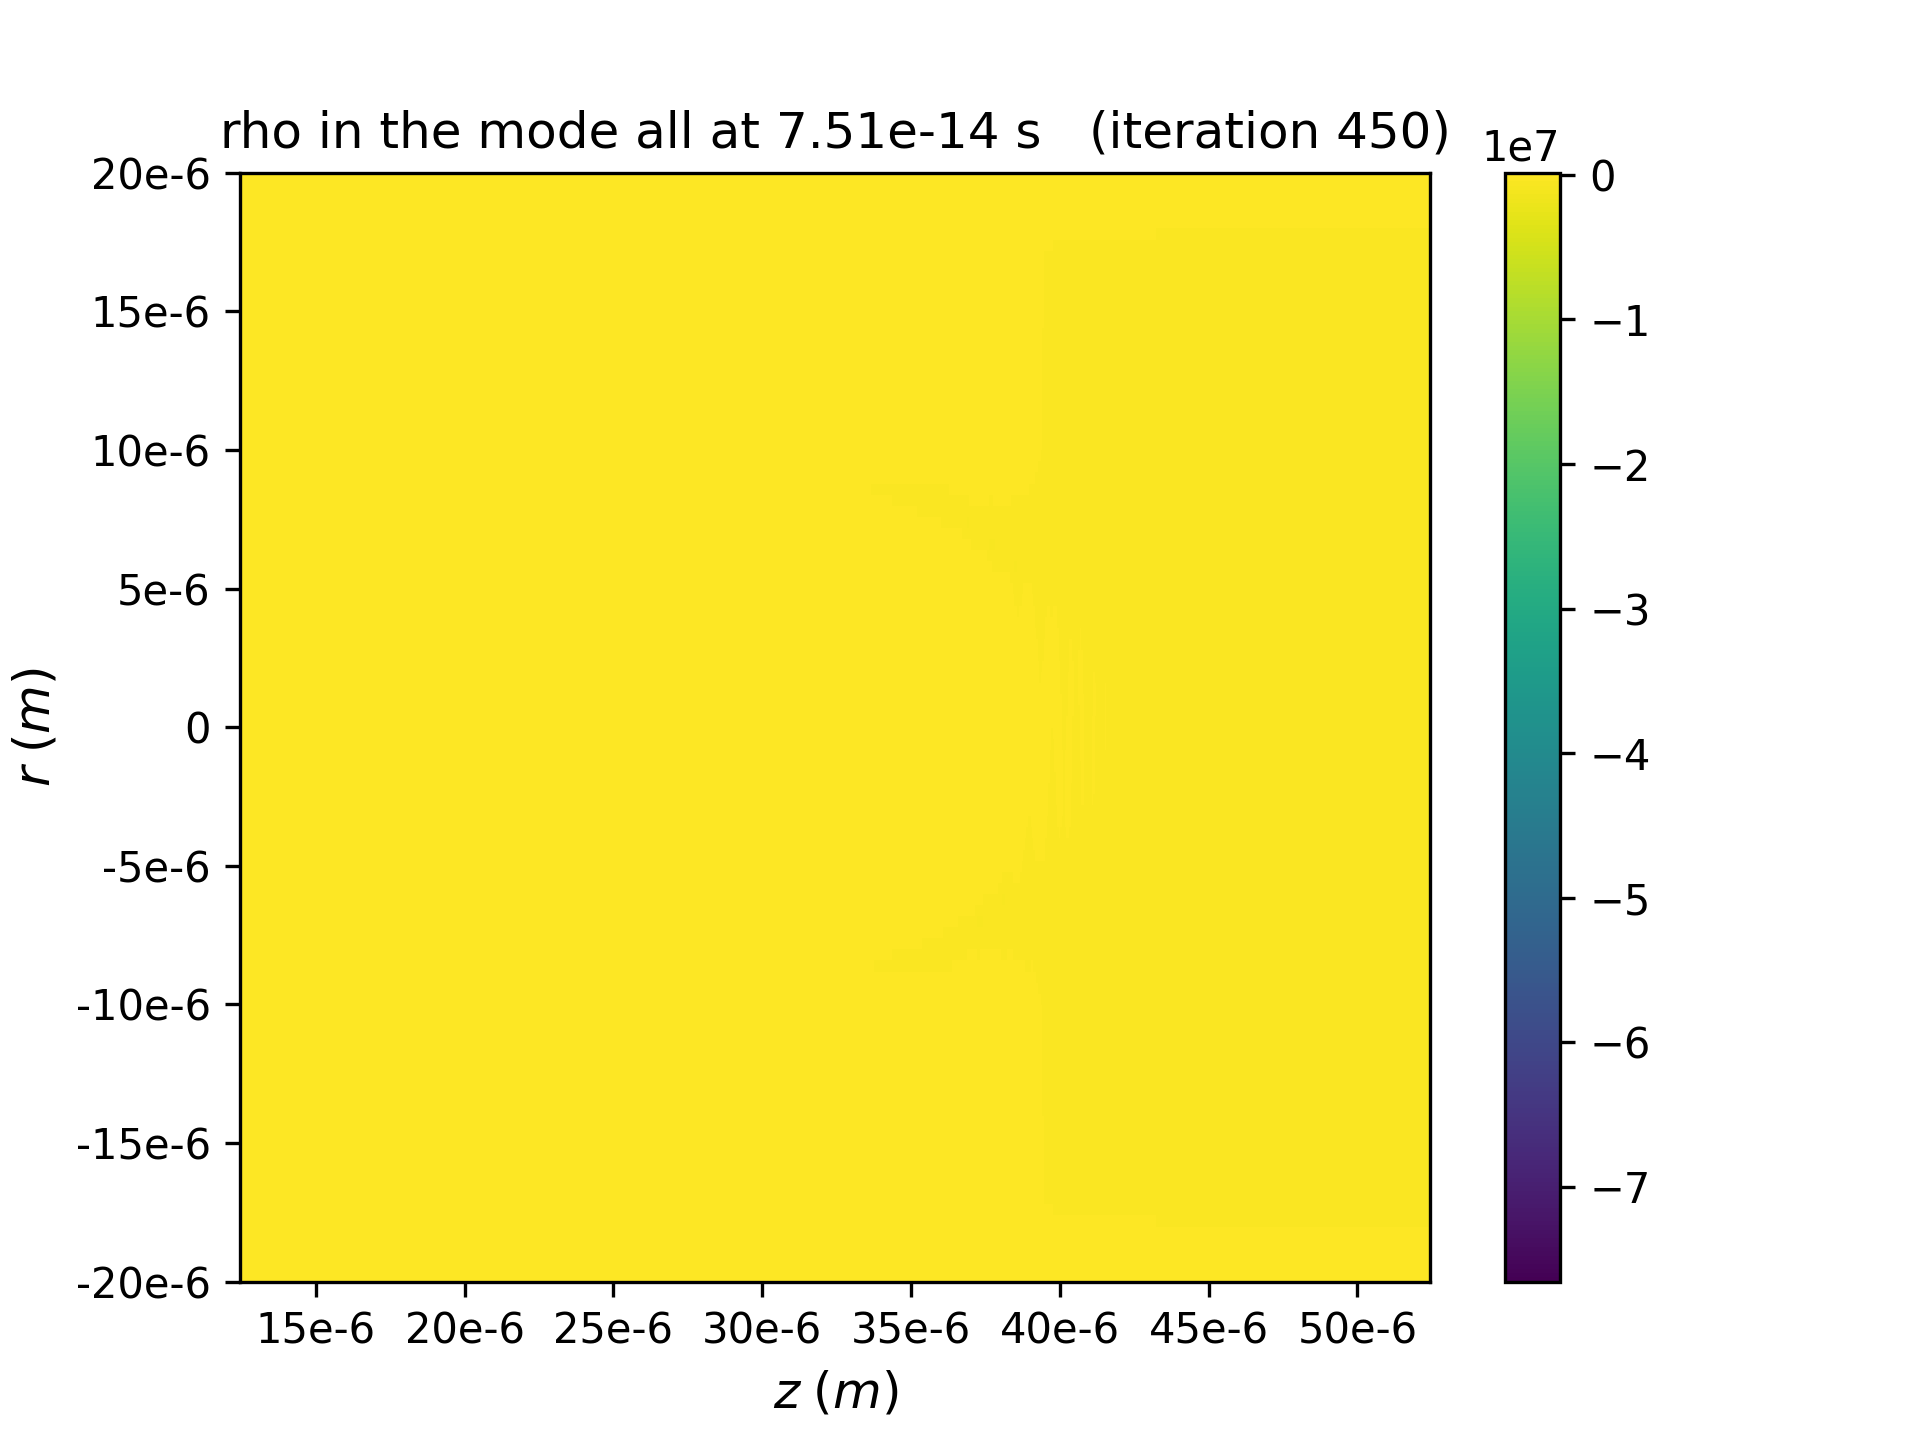 rho in the mode all at 7.51e-14 s (iteration 450)
1e7
20e-6
15e-6
10e-6
5e-6
0
-5e-6
-10e-6
-15e-6
-20e-6
r (m)
15e-6 20e-6 25e-6 30e-6 35e-6 40e-6 45e-6 50e-6
z (m)
0
−1
−2
−3
−4
−5
−6
−7